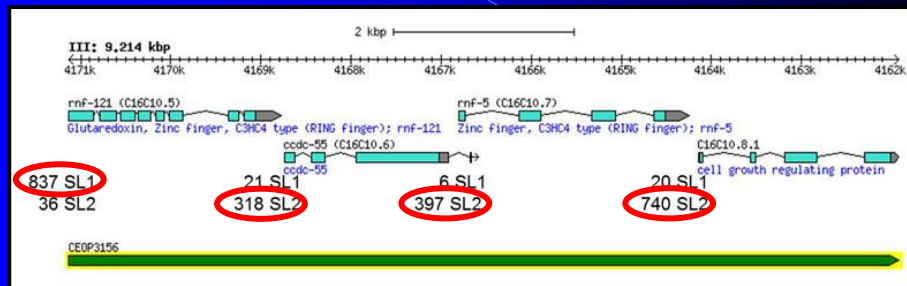 2 kbp
III: 9.214 kbp
4171k 4170k 4169k 4168k 4167k 4166k 4165k 4164k 4163k 4162k
rnf-121 (C16C10.5) rnf-5 (C16C10.7)
Glutaredoxin, Zinc finger, C3HC4 type (RING finger); rnf-121 Zinc finger, C3HC4 type (RING finger); rnf-5
ccdc-55 (C16C10.6) C16C10.8.1
ccdc-55 cell growth regulating protein
837 SL1 21 SL1 6 SL1 20 SL1
36 SL2 318 SL2 397 SL2 740 SL2
CEOP3156